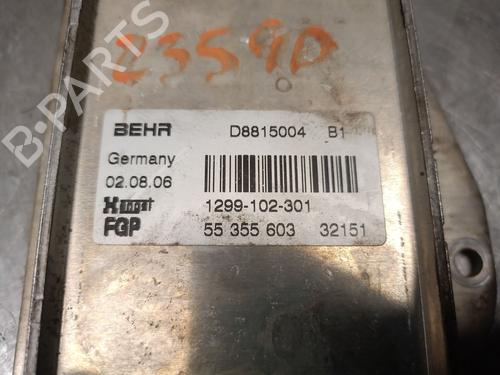 23590
BEHR D8815004 B1
Germany
02.08.06
1299-102-301
FGP 55 355 603 32151
B-PARTS